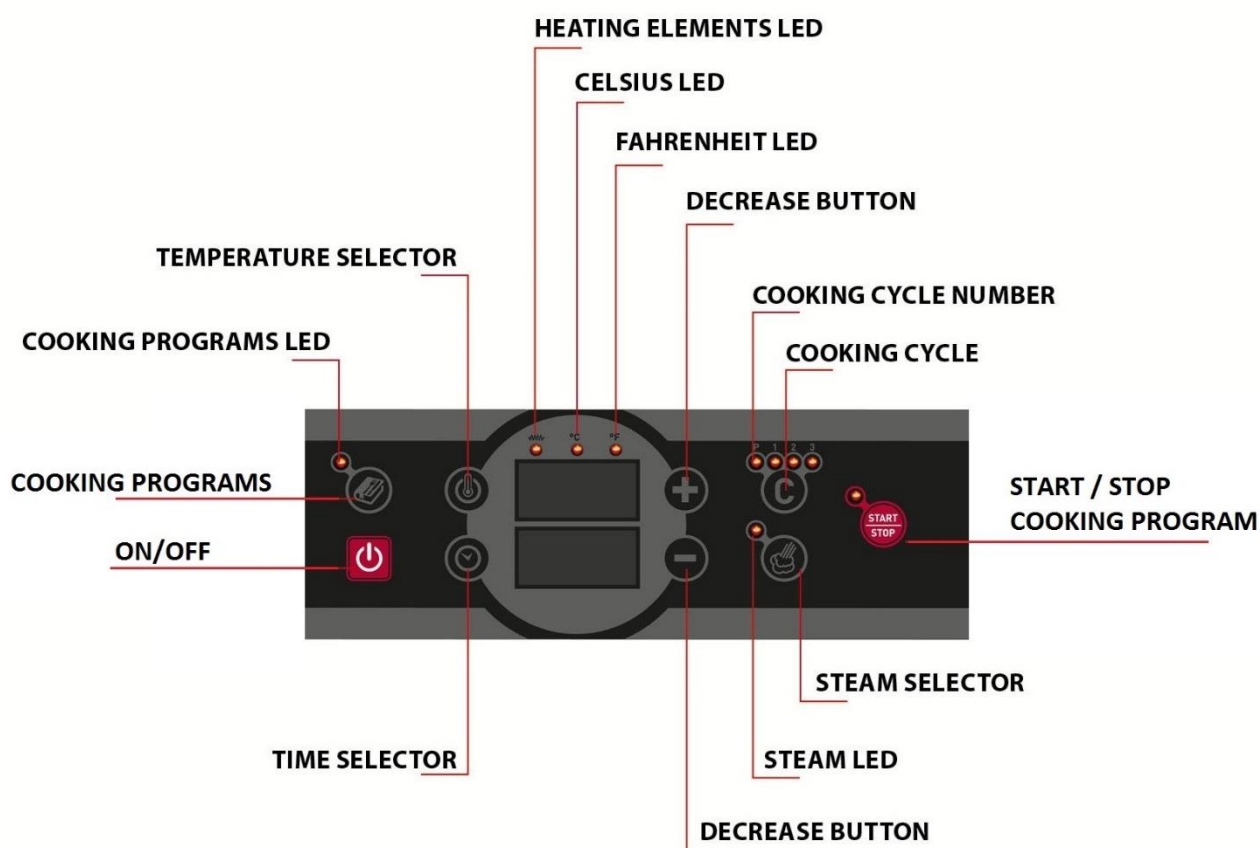 HEATING ELEMENTS LED
CELSIUS LED
FAHRENHEIT LED
DECREASE BUTTON
TEMPERATURE SELECTOR
COOKING CYCLE NUMBER
COOKING PROGRAMS LED
COOKING CYCLE
°C °F
P 1 2 3
COOKING PROGRAMS
C
START / STOP
COOKING PROGRAM
START
STOP
ON/OFF
STEAM SELECTOR
TIME SELECTOR
STEAM LED
DECREASE BUTTON